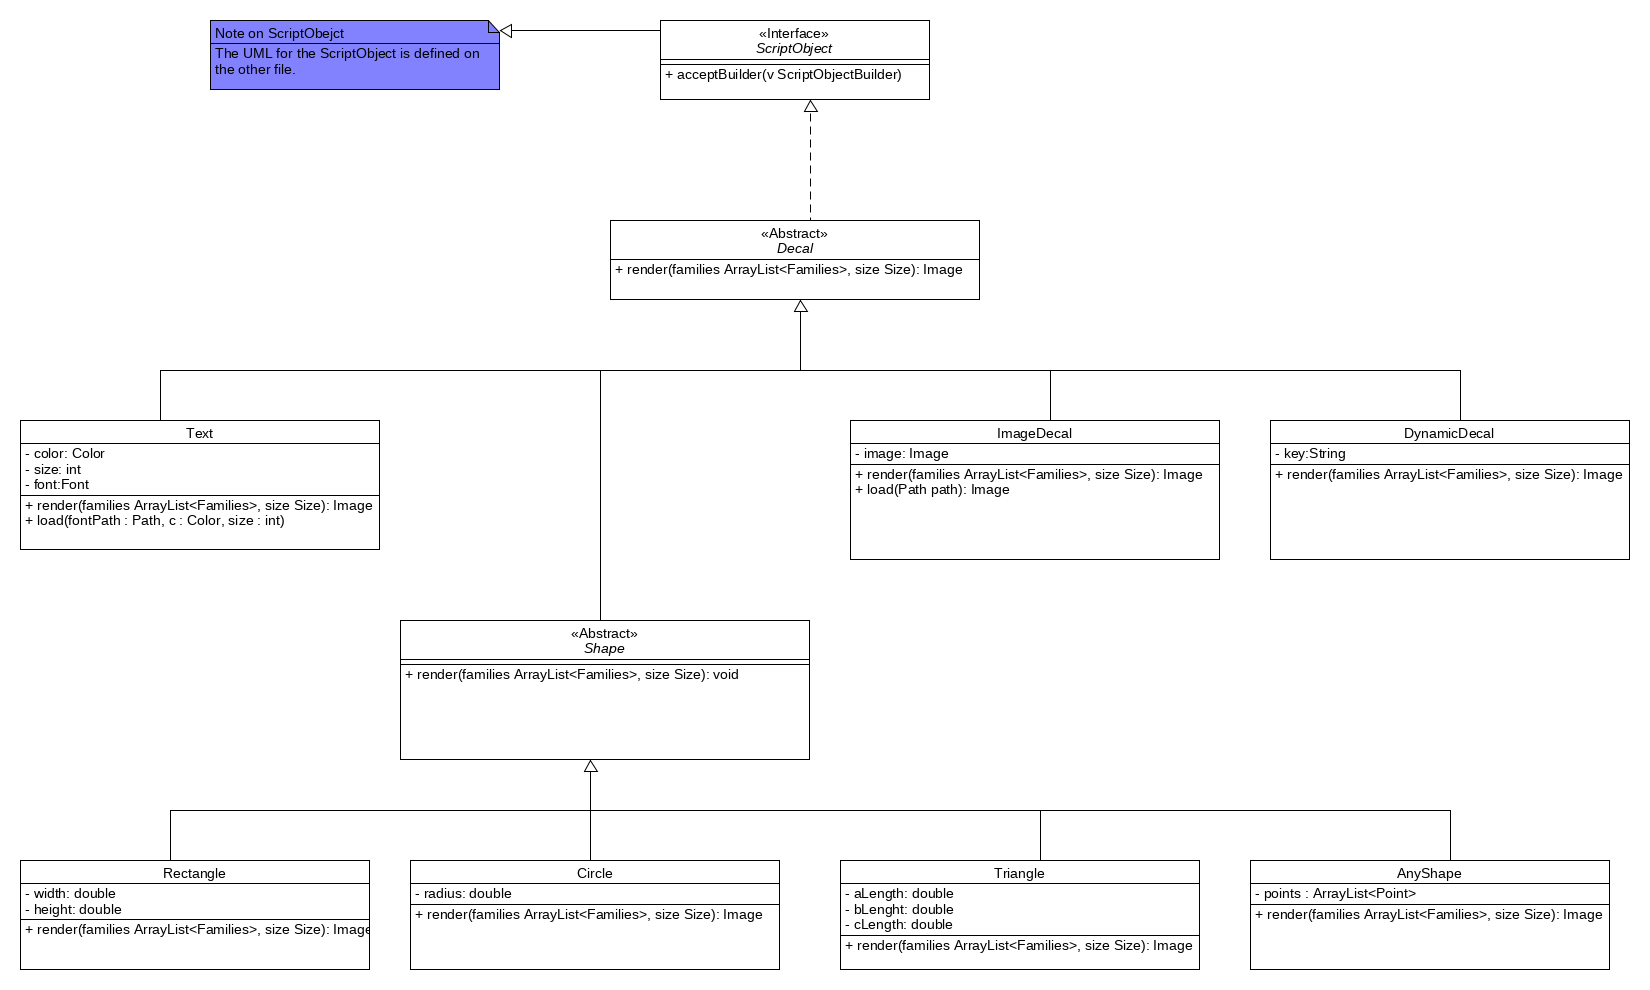 Note on ScriptObejct
The UML for the ScriptObject is defined on
the other file.
«Interface»
ScriptObject
+ acceptBuilder(v ScriptObjectBuilder)
«Abstract»
Decal
+ render(families ArrayList<Families>, size Size): Image
Text
- color: Color
- size: int
- font:Font
+ render(families ArrayList<Families>, size Size): Image
+ load(fontPath : Path, c : Color, size : int)
ImageDecal
- image: Image
+ render(families ArrayList<Families>, size Size): Image
+ load(Path path): Image
DynamicDecal
- key:String
+ render(families ArrayList<Families>, size Size): Image
«Abstract»
Shape
+ render(families ArrayList<Families>, size Size): void
Rectangle
- width: double
- height: double
+ render(families ArrayList<Families>, size Size): Image
Circle
- radius: double
+ render(families ArrayList<Families>, size Size): Image
Triangle
- aLength: double
- bLenght: double
- cLength: double
+ render(families ArrayList<Families>, size Size): Image
AnyShape
- points : ArrayList<Point>
+ render(families ArrayList<Families>, size Size): Image